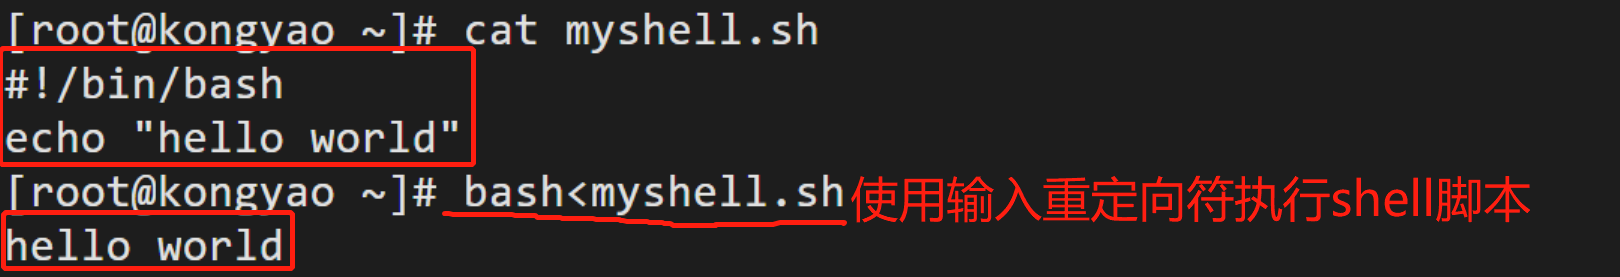 [root@kongyao ~]# cat myshell.sh
#!/bin/bash
echo "hello world"
[root@kongyao ~]# bash<myshell.sh使用输入重定向符执行shell脚本
hello world